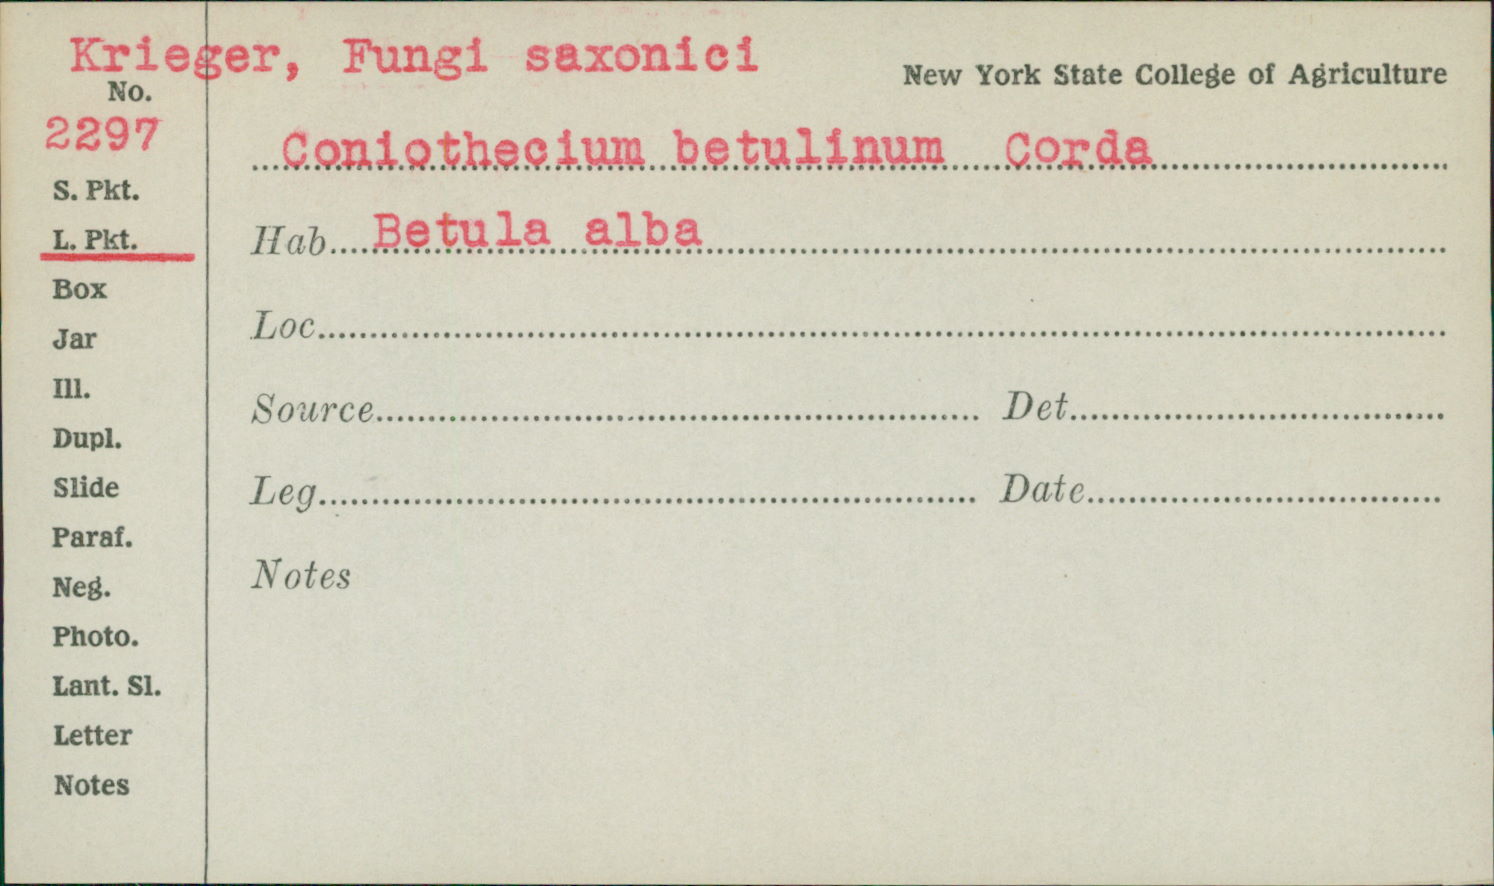 Krieger, Fungi saxonici
New York State College of Agriculture
No.
2297
Coniothecium betulinum Corda
S. Pkt.
L. Pkt.
Hab....Betula alba
Box
Loc
Jar
Ill.
Source
Det
Dupl.
Slide
Leg
Date
Paraf.
Notes
Neg.
Photo.
Lant. Sl.
Letter
Notes